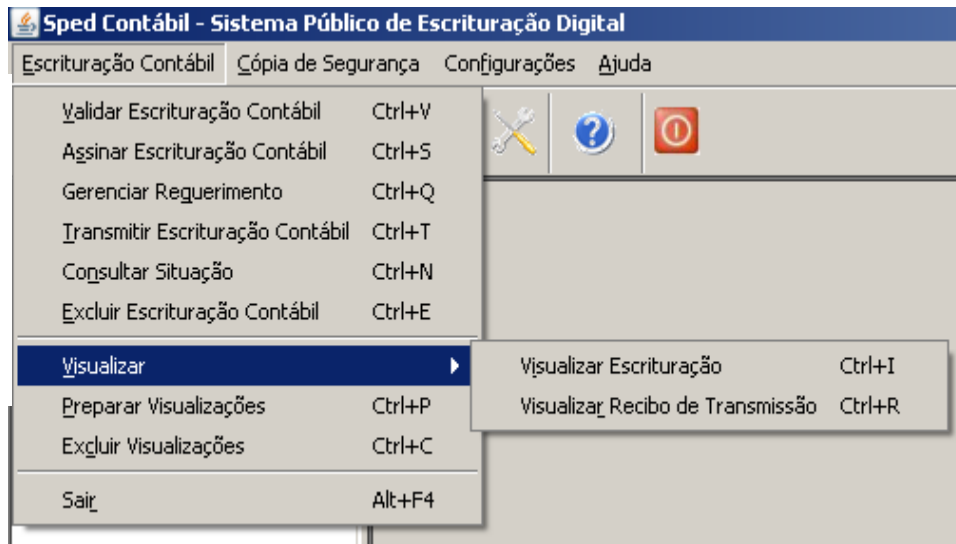 Sped Contábil - Sistema Público de Escrituração Digital
Escrituração Contábil Cópia de Segurança Configurações Ajuda
Validar Escrituração Contábil Ctrl+V
Assinar Escrituração Contábil Ctrl+S
Gerenciar Requerimento Ctrl+Q
Transmitir Escrituração Contábil Ctrl+T
Consultar Situação Ctrl+N
Excluir Escrituração Contábil Ctrl+E
Visualizar Visualizar Escrituração Ctrl+I
Preparar Visualizações Ctrl+P Visualizar Recibo de Transmissão Ctrl+R
Excluir Visualizações Ctrl+C
Sair Alt+F4